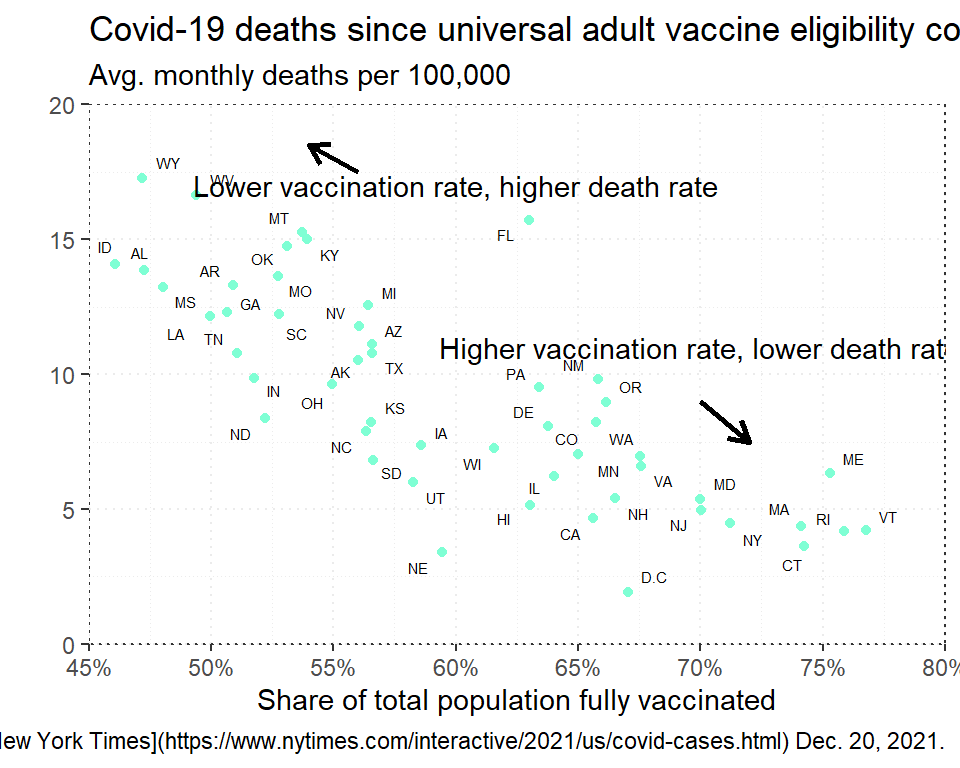 Covid-19 deaths since universal adult vaccine eligibility co
Avg. monthly deaths per 100,000
20
WY
WV
Lower vaccination rate, higher death rate
MT
FL
15
ID
AL
OK
KY
AR
MO
MI
MS
GA
NV
LA
TN
SC
AZ
Higher vaccination rate, lower death rat
NM
10
AK
TX
PA
OR
IN
OH
KS
DE
ND
NC
IA
CO
WA
WI
SD
MN
VA
ME
UT
IL
MD
5
HI
NH
NJ
MA
RI
VT
CA
NY
NE
CT
D.C
0
45%
50%
55%
60%
65%
70%
75%
80%
Share of total population fully vaccinated
New York Times](https://www.nytimes.com/interactive/2021/us/covid-cases.html) Dec. 20, 2021.